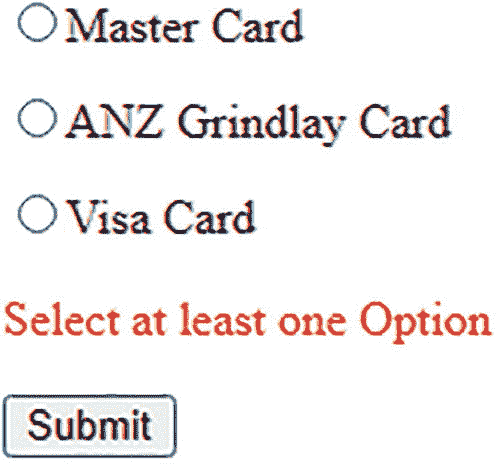 Master Card
ANZ Grindlay Card
Visa Card
Select at least one Option
Submit